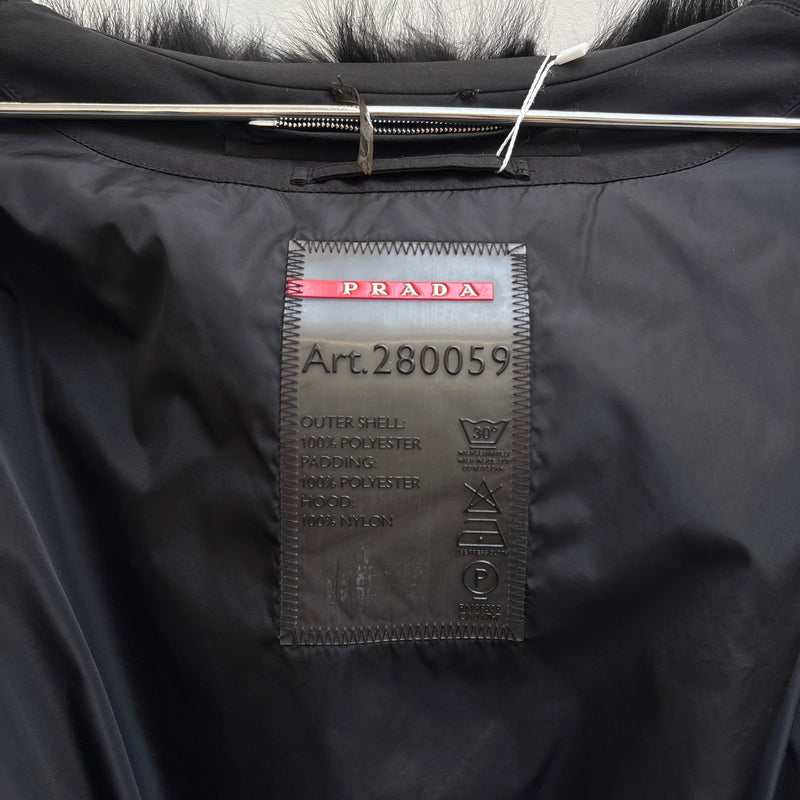 PRADA
Art.280059
OUTER SHELL:
100% POLYESTER
PADDING:
100% POLYESTER
HOOD:
100% NYLON
30°
P